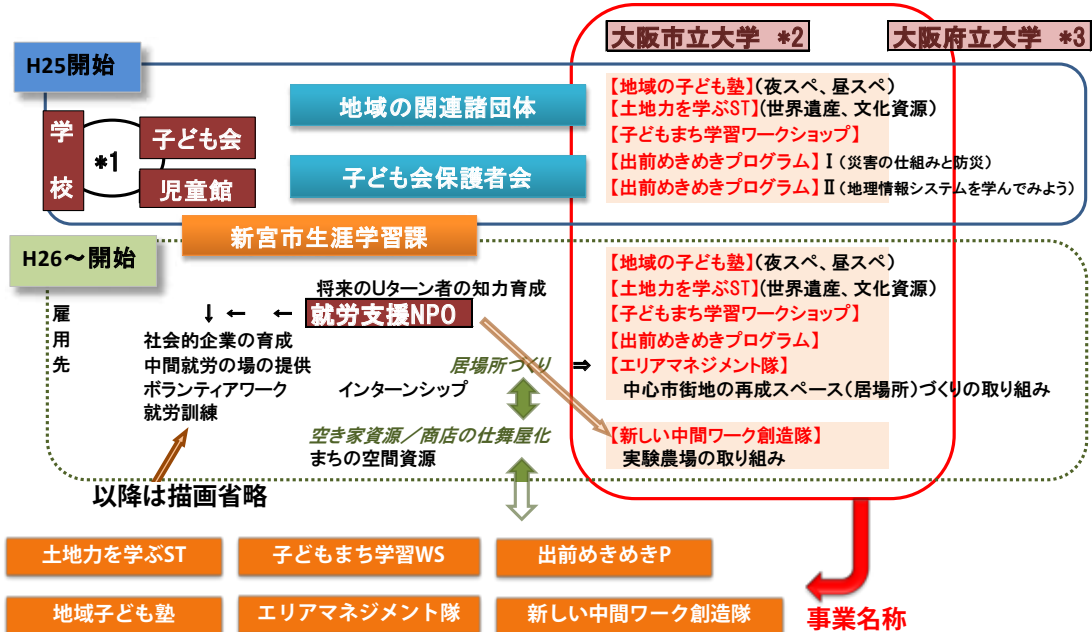 大阪市立大学 *2
大阪府立大学 *3
H25開始
学校
*1
子ども会
児童館
地域の関連諸団体
子ども会保護者会
【地域の子ども塾】(夜スペ、昼スペ)
【土地力を学ぶST】(世界遺産、文化資源)
【子どもまち学習ワークショップ】
【出前めきめきプログラム】Ⅰ(災害の仕組みと防災)
【出前めきめきプログラム】Ⅱ(地理情報システムを学んでみよう)
新宮市生涯学習課
H26～開始
将来のUターン者の知力育成
就労支援NPO
↓ ← ←
雇用先
社会的企業の育成
中間就労の場の提供
ボランティアワーク
就労訓練
インターンシップ
居場所づくり
⇒
空き家資源／商店の仕舞屋化
まちの空間資源
【地域の子ども塾】(夜スペ、昼スペ)
【土地力を学ぶST】(世界遺産、文化資源)
【子どもまち学習ワークショップ】
【出前めきめきプログラム】
【エリアマネジメント隊】
中心市街地の再成スペース(居場所)づくりの取り組み
【新しい中間ワーク創造隊】
実験農場の取り組み
以降は描画省略
土地力を学ぶST
子どもまち学習WS
出前めきめきP
地域子ども塾
エリアマネジメント隊
新しい中間ワーク創造隊
事業名称